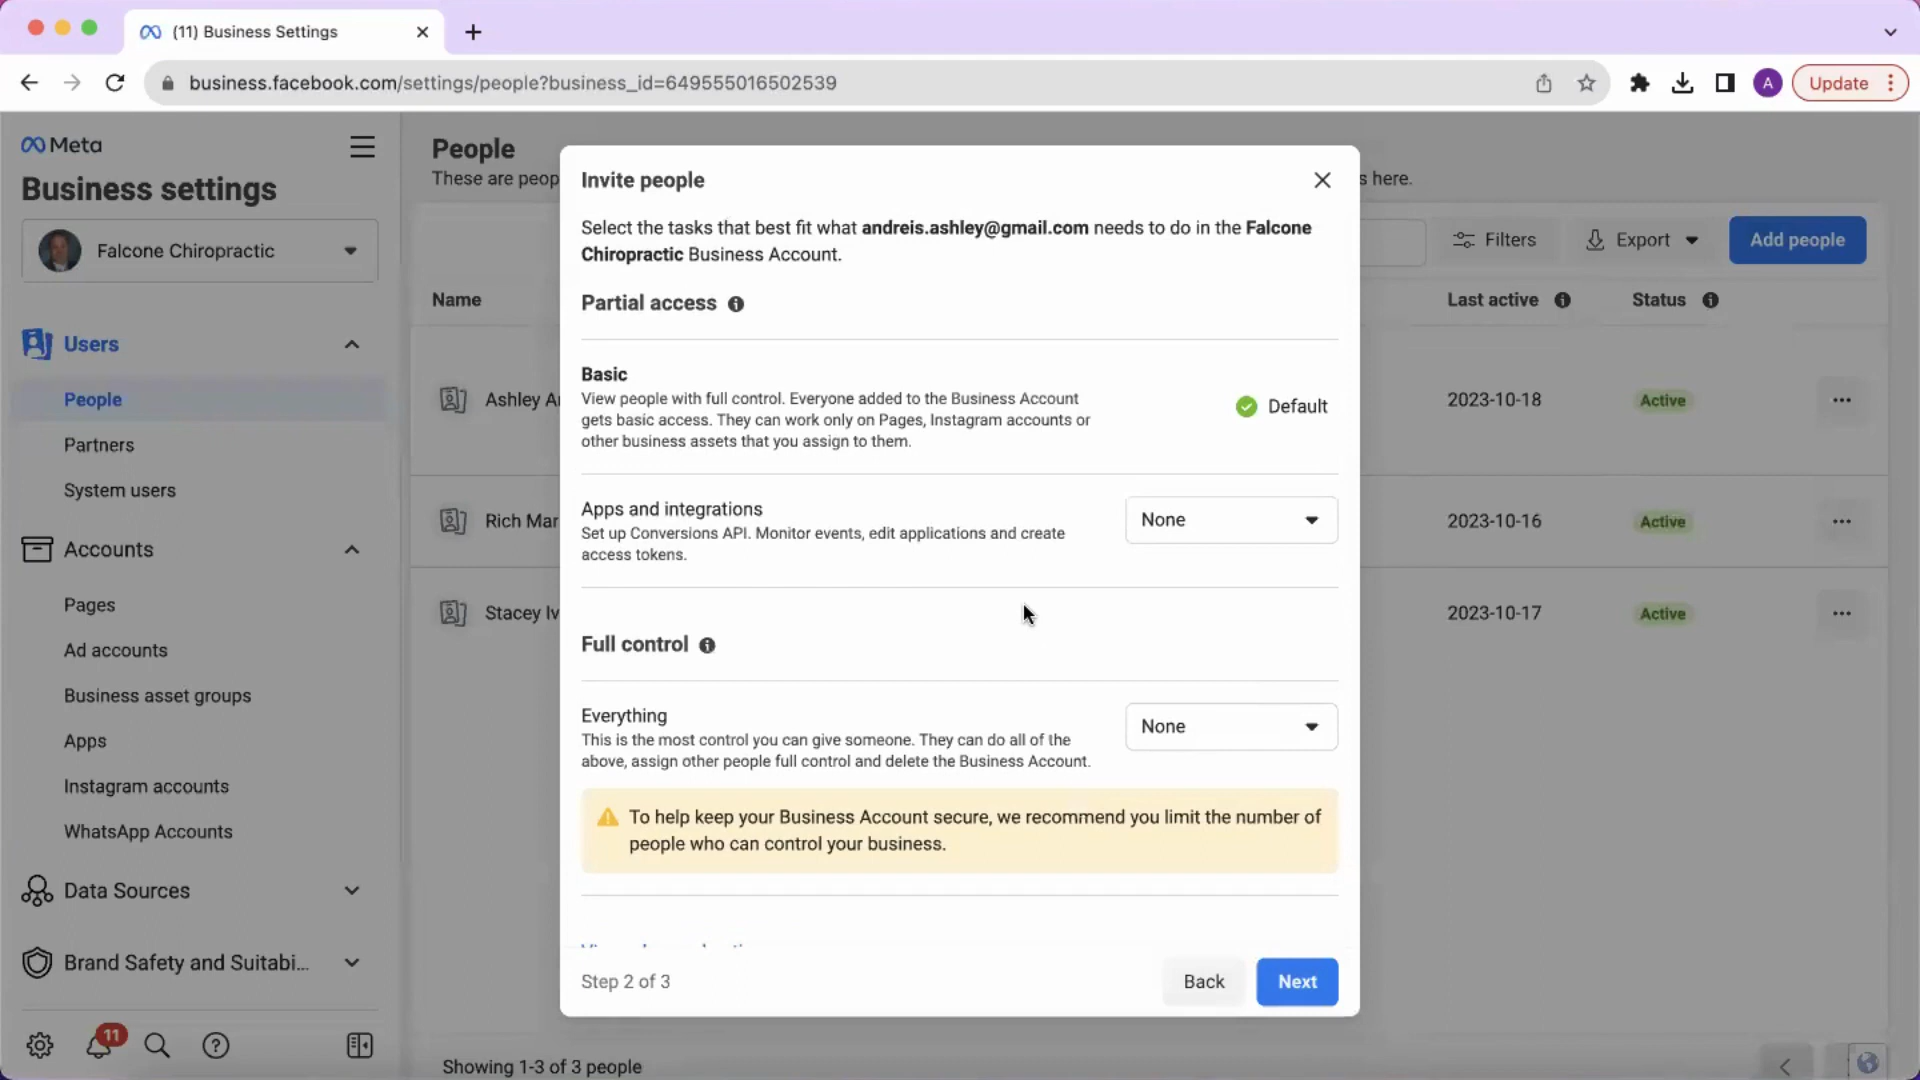 (11) Business Settings
business.facebook.com/settings/people?business_id=649555016502539
A
Update
Meta
Business settings
Falcone Chiropractic
Users
People
Partners
System users
Accounts
Pages
Ad accounts
Business asset groups
Apps
Instagram accounts
WhatsApp Accounts
Data Sources
Brand Safety and Suitabi...
11
People
These are peop
s here.
Filters
Export
Add people
Name
Last active
Status
Ashley A
2023-10-18
Active
Rich Mar
2023-10-16
Active
Stacey Iv
2023-10-17
Active
Showing 1-3 of 3 people
Invite people
Select the tasks that best fit what andreis.ashley@gmail.com needs to do in the Falcone
Chiropractic Business Account.
Partial access
Basic
View people with full control. Everyone added to the Business Account
gets basic access. They can work only on Pages, Instagram accounts or
other business assets that you assign to them.
Default
Apps and integrations
Set up Conversions API. Monitor events, edit applications and create
access tokens.
None
Full control
Everything
This is the most control you can give someone. They can do all of the
above, assign other people full control and delete the Business Account.
None
To help keep your Business Account secure, we recommend you limit the number of
people who can control your business.
Step 2 of 3
Back
Next